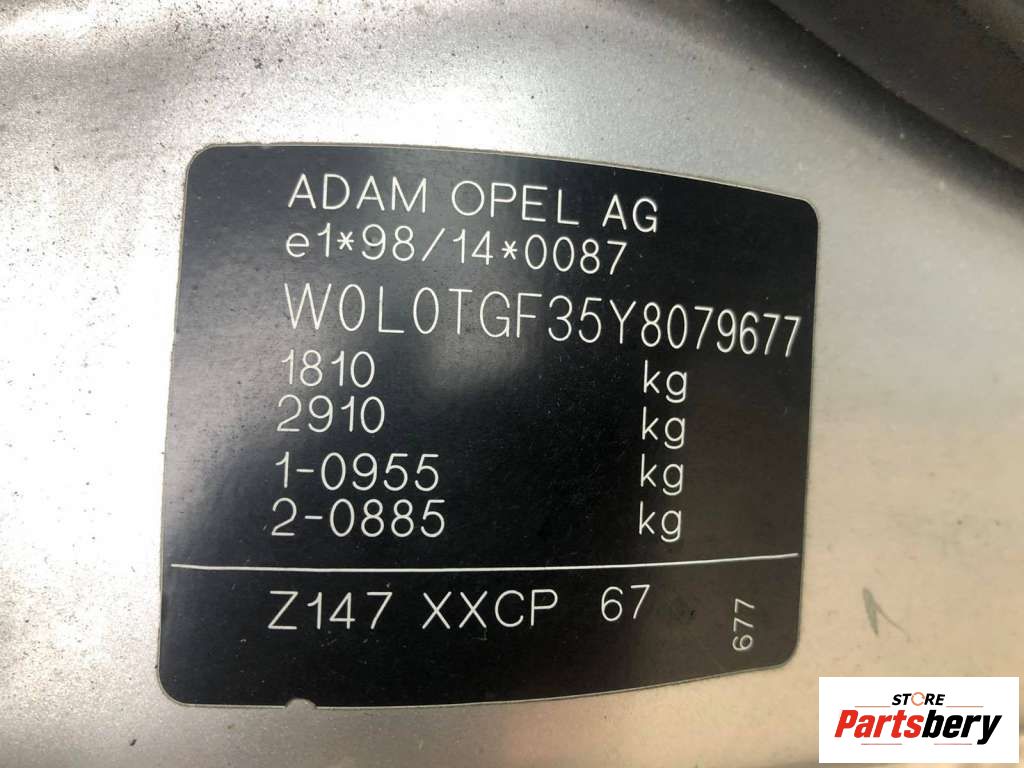 ADAM OPEL AG
e1*98/14*0087
W0L0TGF35Y8079677
1810 kg
2910 kg
1-0955 kg
2-0885 kg
Z147 XXCP 67
677
STORE
Partsbery